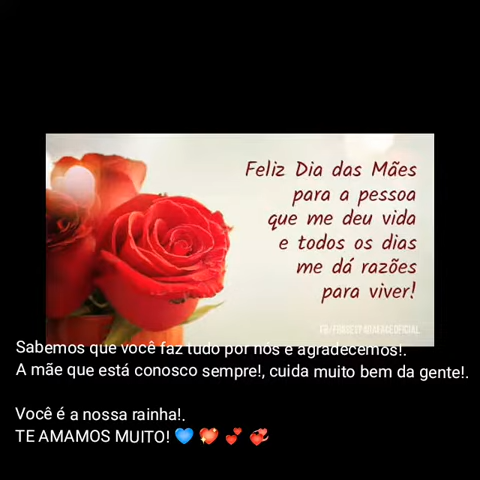 Feliz Dia das Mães
para a pessoa
que me deu vida
e todos os dias
me dá razões
para viver!
FB/FRASESPARAFACEOFICIAL
Sabemos que você faz tudo por nós e agradecemos!.
A mãe que está conosco sempre!, cuida muito bem da gente!.
Você é a nossa rainha!.
TE AMAMOS MUITO! 💙 💖 💕 💞